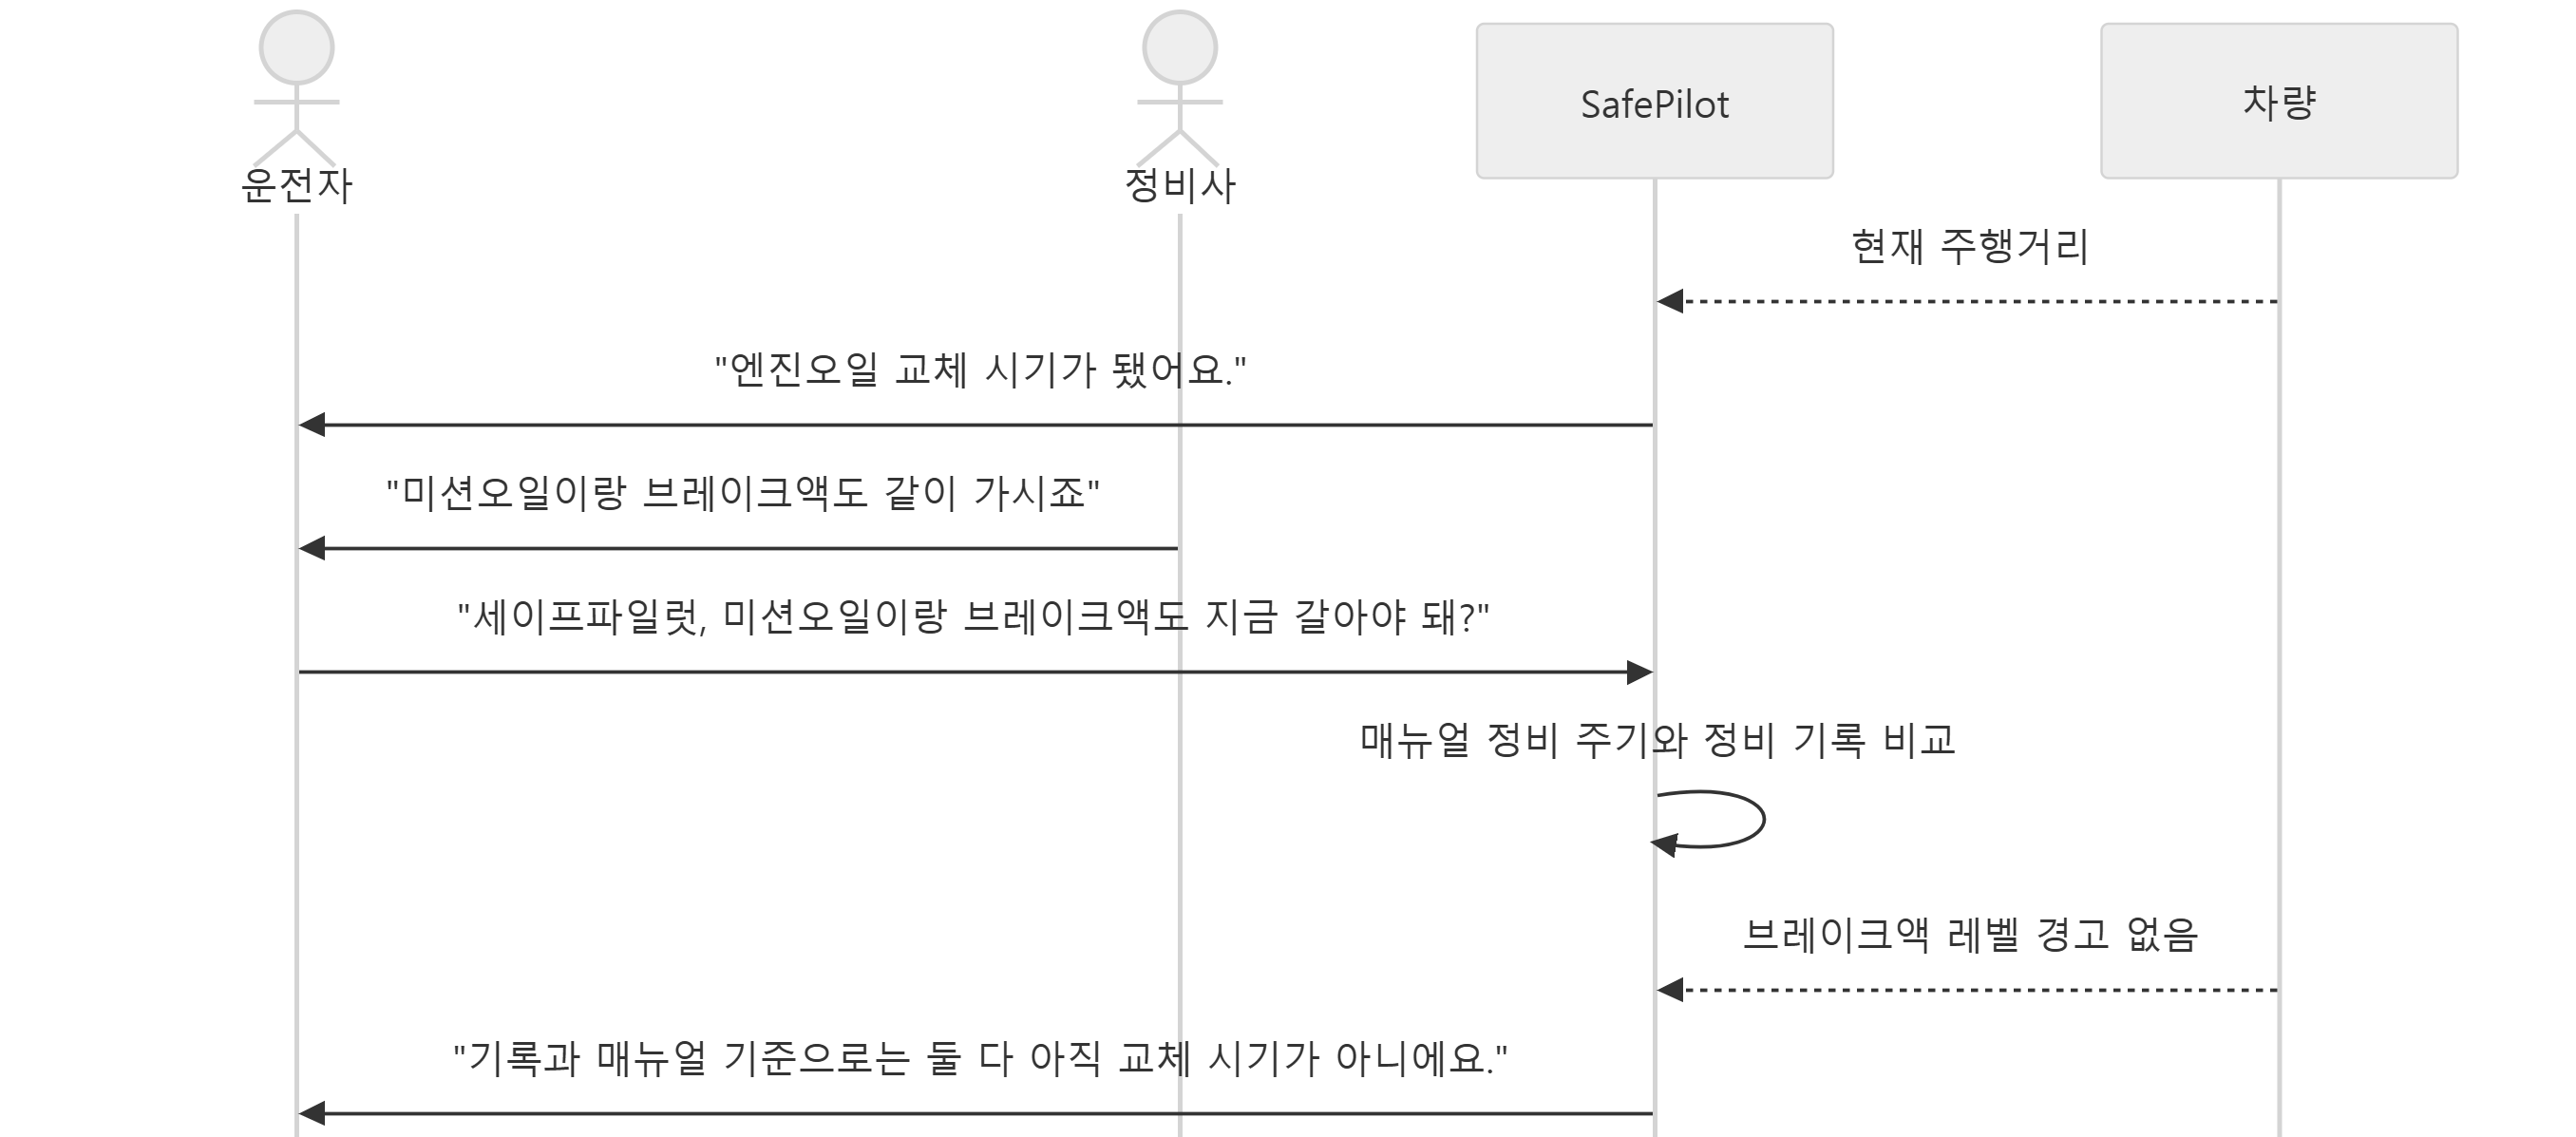 운전자
정비사
SafePilot
차량
현재 주행거리
"엔진오일 교체 시기가 됐어요."
"미션오일이랑 브레이크액도 같이 가시죠"
"세이프파일럿, 미션오일이랑 브레이크액도 지금 갈아야 돼?"
매뉴얼 정비 주기와 정비 기록 비교
브레이크액 레벨 경고 없음
"기록과 매뉴얼 기준으로는 둘 다 아직 교체 시기가 아니에요."